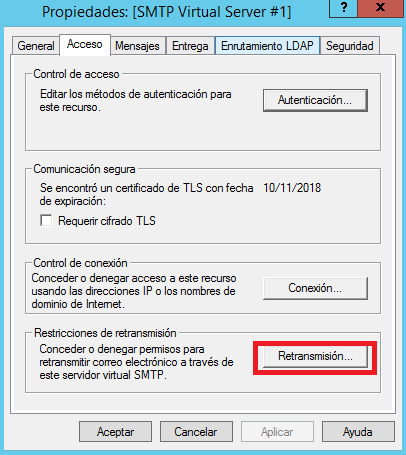 Propiedades: [SMTP Virtual Server #1]
? X
General Acceso Mensajes Entrega Enrutamiento LDAP Seguridad
Control de acceso
Editar los métodos de autenticación para
este recurso.
Autenticación...
Comunicación segura
Se encontró un certificado de TLS con fecha
de expiración:
10/11/2018
Requerir cifrado TLS
Control de conexión
Conceder o denegar acceso a este recurso
usando las direcciones IP o los nombres de
dominio de Internet.
Conexión...
Restricciones de retransmisión
Conceder o denegar permisos para
retransmitir correo electrónico a través de
este servidor virtual SMTP.
Retransmisión...
Aceptar Cancelar Aplicar Ayuda